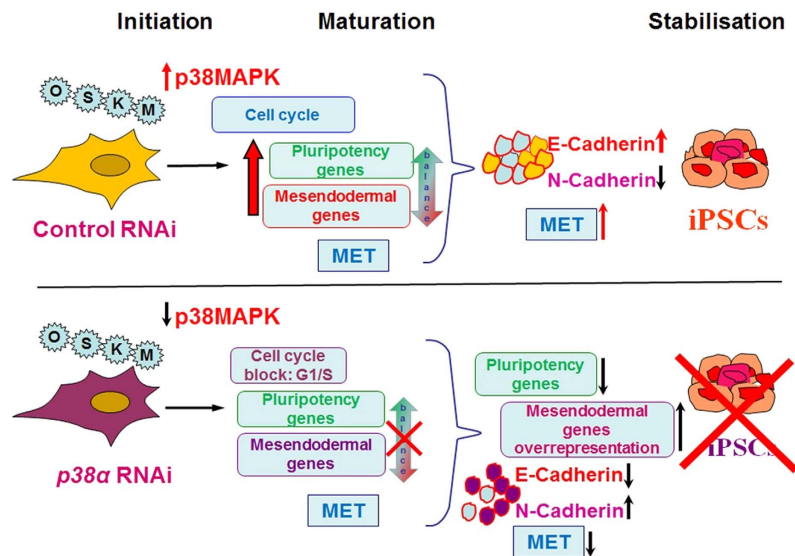 Initiation
Maturation
Stabilisation
p38MAPK
O S K M
Cell cycle
Pluripotency
genes
Mesendodermal
genes
balance
Control RNAi
MET
E-Cadherin
N-Cadherin
MET
iPSCs
p38MAPK
O S K M
Cell cycle
block: G1/S
Pluripotency
genes
Mesendodermal
genes
balance
p38α RNAi
MET
Pluripotency
genes
Mesendodermal
genes
overrepresentation
E-Cadherin
N-Cadherin
MET
iPSCs